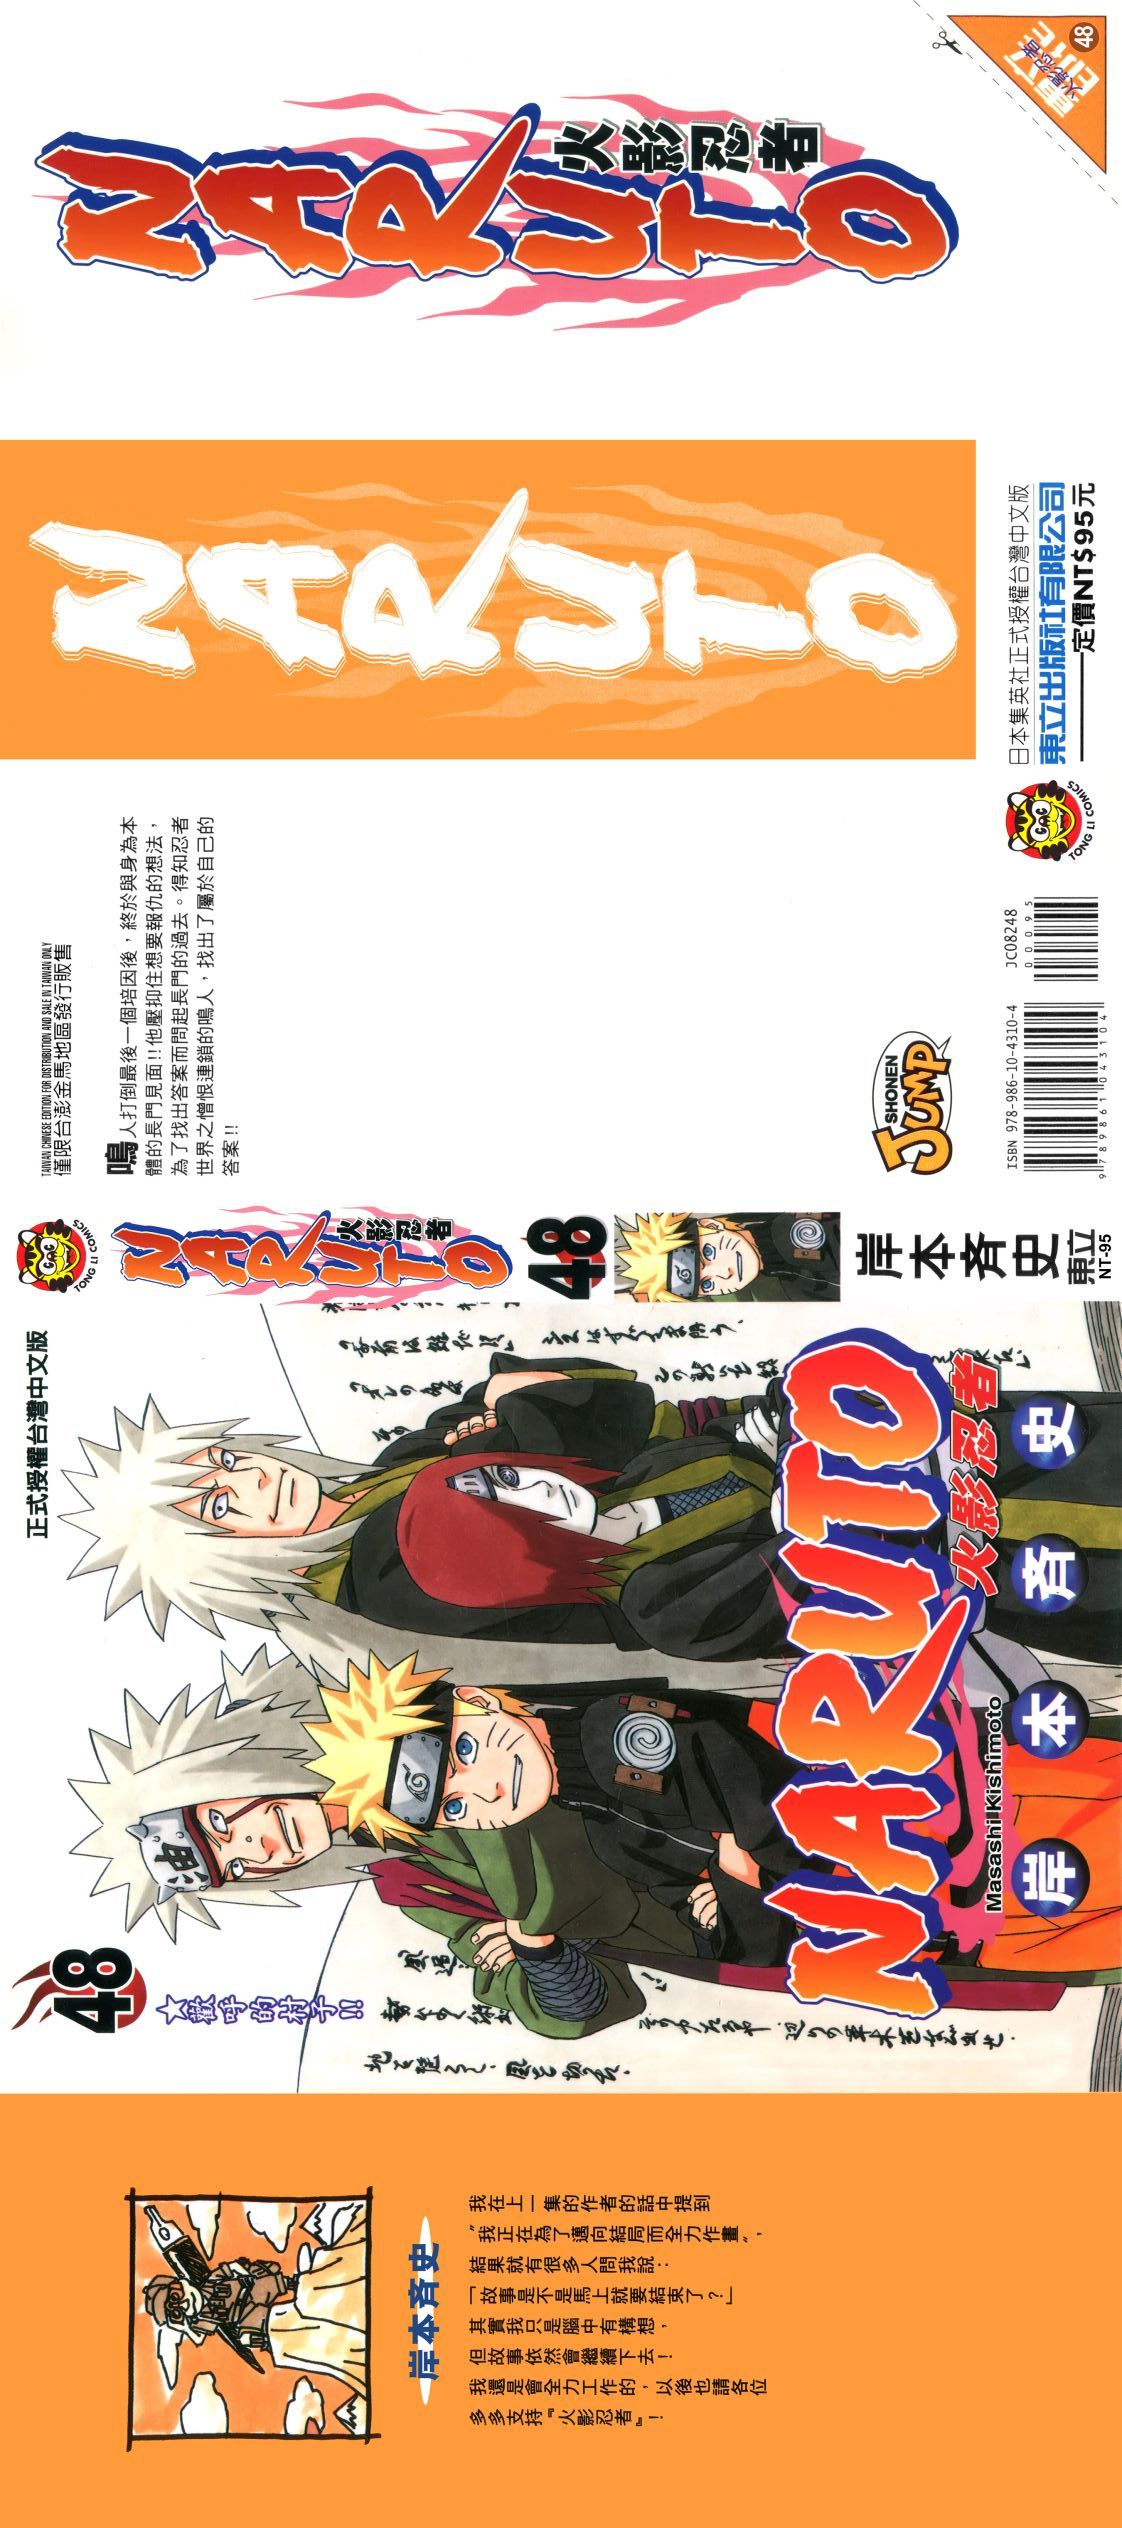 NARUTO
火影忍者
東立
火影忍者
48
NARUTO
日本集英社正式授權台灣中文版
東立出版社有限公司
定價NT$95元
TONG LI COMICS
TAIWAN CHINESE EDITION FOR DISTRIBUTION AND SALE IN TAIWAN ONLY
僅限台澎金馬地區發行販售
鳴人打倒最後一個培因後，終於與身為本
體的長門見面!!他壓抑住想要報仇的想法，
為了找出答案而問起長門的過去。得知忍者
世界之憎恨連鎖的鳴人，找出了屬於自己的
答案!!
SHONEN
JUMP
JC08248
00095
ISBN 978-986-10-4310-4
9789861043104
TONG LI COMICS
NARUTO
火影忍者
48
岸本斉史
東立
NT-95
正式授權台灣中文版
48
☆歡呼的村子!!
油
NARUTO
火影忍者
Masashi Kishimoto
岸本斉史
岸本斉史
我在上一集的作者的話中提到
〝我正在為了邁向結局而全力作畫〞，
結果就有很多人問我說：
「故事是不是馬上就要結束了？」
其實我只是腦中有構想，
但故事依然會繼續下去！
我還是會全力工作的，以後也請各位
多多支持『火影忍者』！